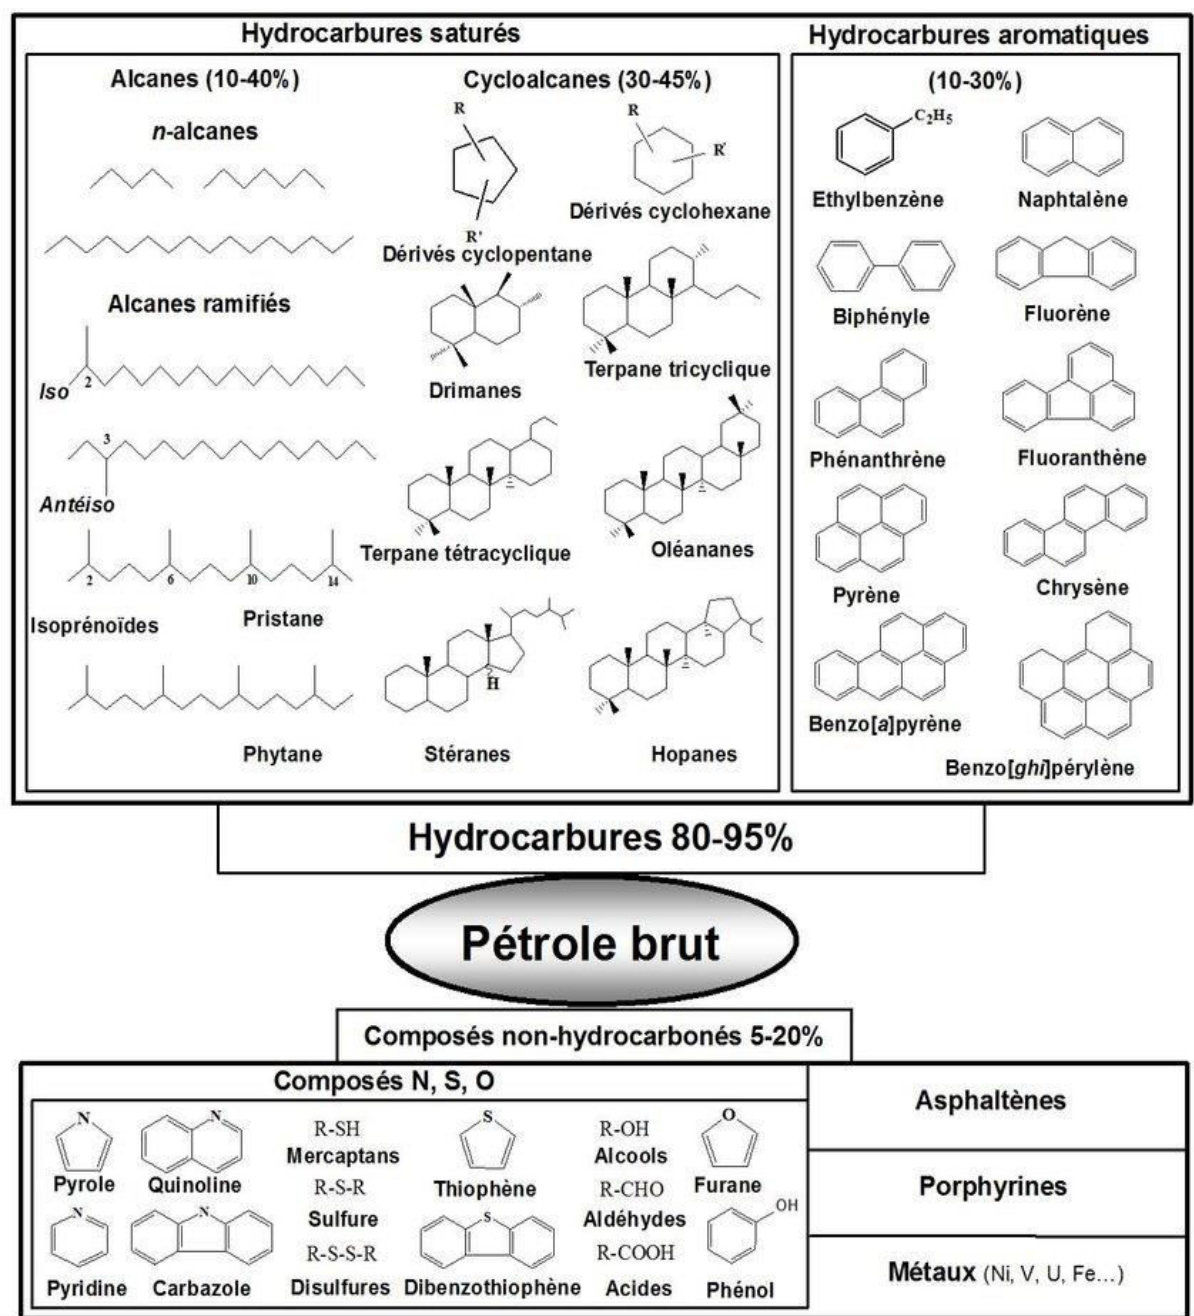 Hydrocarbures saturés
Alcanes (10-40%)
n-alcanes
Alcanes ramifiés
2
Iso
3
Antéiso
2 6 10 14
Isoprénoïdes
Pristane
Phytane
Cycloalcanes (30-45%)
R
R'
Dérivés cyclopentane
R
R'
Dérivés cyclohexane
Drimanes
Terpane tricyclique
Terpane tétracyclique
Oléananes
H
Stéranes
Hopanes
Hydrocarbures aromatiques
(10-30%)
C2H5
Ethylbenzène
Naphtalène
Biphényle
Fluorène
Phénanthrène
Fluoranthène
Pyrène
Chrysène
Benzo[a]pyrène
Benzo[ghi]pérylène
Hydrocarbures 80-95%
Pétrole brut
Composés non-hydrocarbonés 5-20%
Composés N, S, O
N
Pyrole
N
Quinoline
R-SH
Mercaptans
S
Thiophène
R-OH
Alcools
O
Furane
N
Pyridine
N
Carbazole
R-S-R
Sulfure
R-S-S-R
Disulfures
S
Dibenzothiophène
R-CHO
Aldéhydes
R-COOH
Acides
OH
Phénol
Asphaltènes
Porphyrines
Métaux (Ni, V, U, Fe...)